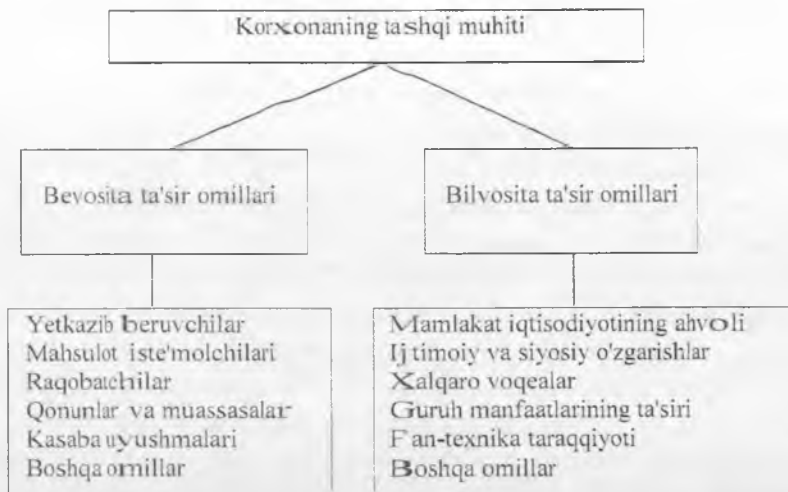 Korxonaning tashqi muhiti
Bevosita ta'sir omillari
Bilvosita ta'sir omillari
Yetkazib beruvchilar
Mahsulot iste'molchilari
Raqobatchilar
Qonunlar va muassasalar
Kasaba uyushmalari
Boshqa omillar
Mamlakat iqtisodiyotining ahvoli
Ijtimoiy va siyosiy o'zgarishlar
Xalqaro voqealar
Guruh manfaatlarining ta'siri
Fan-texnika taraqqiyoti
Boshqa omillar